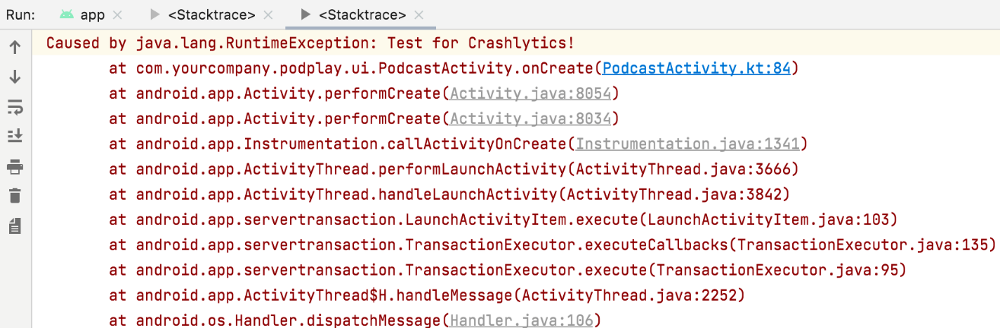 Run: app <Stacktrace> <Stacktrace>
Caused by java.lang.RuntimeException: Test for Crashlytics!
at com.yourcompany.podplay.ui.PodcastActivity.onCreate(PodcastActivity.kt:84)
at android.app.Activity.performCreate(Activity.java:8054)
at android.app.Activity.performCreate(Activity.java:8034)
at android.app.Instrumentation.callActivityOnCreate(Instrumentation.java:1341)
at android.app.ActivityThread.performLaunchActivity(ActivityThread.java:3666)
at android.app.ActivityThread.handleLaunchActivity(ActivityThread.java:3842)
at android.app.servertransaction.LaunchActivityItem.execute(LaunchActivityItem.java:103)
at android.app.servertransaction.TransactionExecutor.executeCallbacks(TransactionExecutor.java:135)
at android.app.servertransaction.TransactionExecutor.execute(TransactionExecutor.java:95)
at android.app.ActivityThread$H.handleMessage(ActivityThread.java:2252)
at android.os.Handler.dispatchMessage(Handler.java:106)